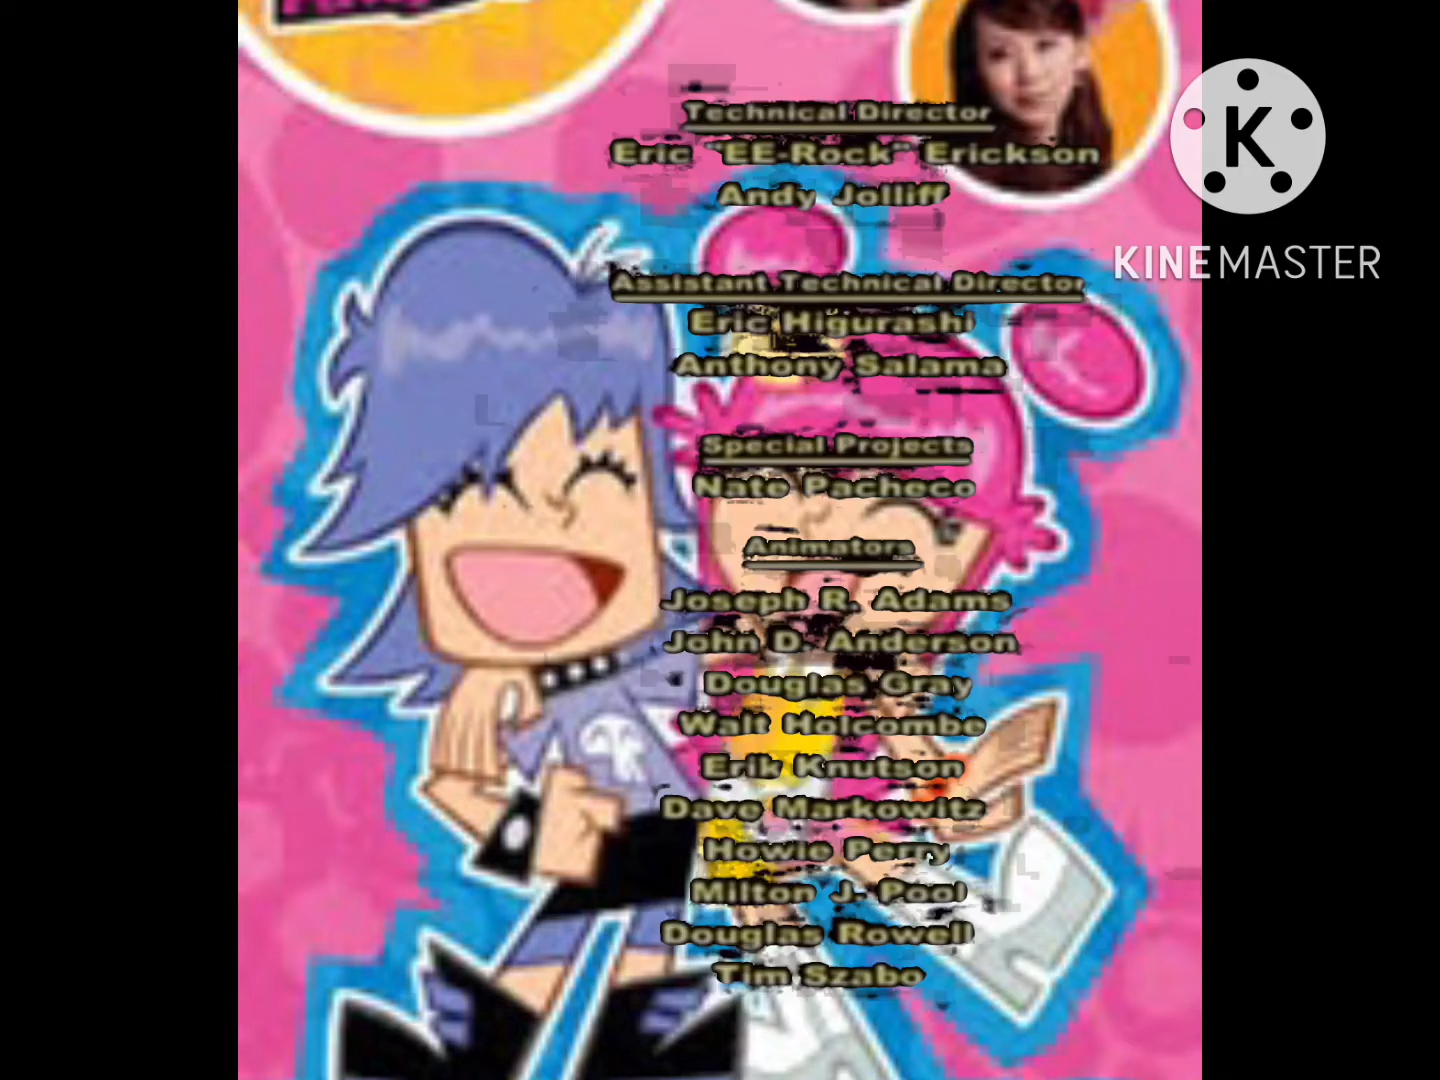 Technical Director
Eric "EE-Rock" Erickson
Andy Jolliff
Assistant Technical Director
Eric Higurashi
Anthony Salama
Special Projects
Nate Pacheco
Animators
Joseph R. Adams
John D. Anderson
Douglas Gray
Walt Holcombe
Erik Knutson
Dave Markowitz
Howie Perry
Milton J. Pool
Douglas Rowell
Tim Szabo
K
KINEMASTER